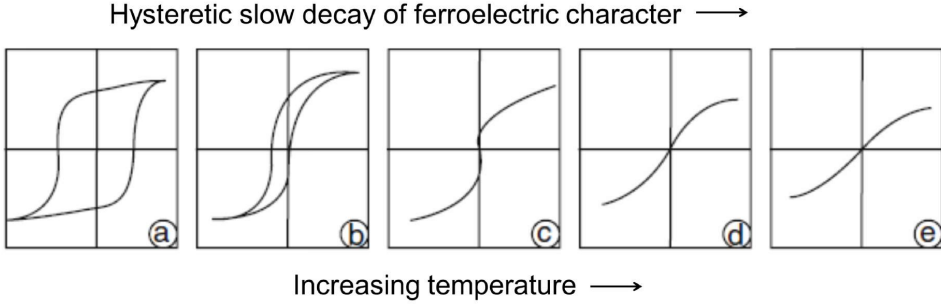 Hysteretic slow decay of ferroelectric character
a b c d e
Increasing temperature